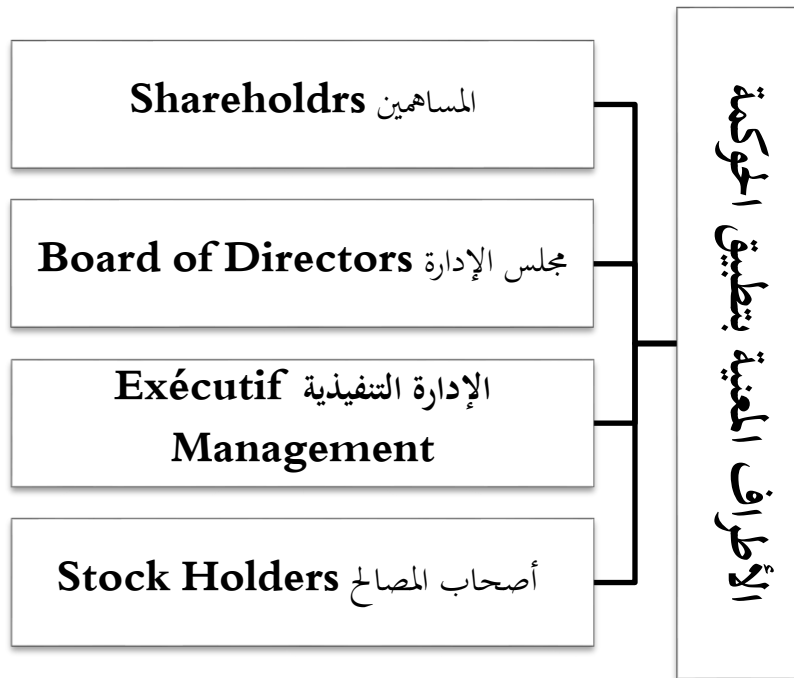 الأطراف المعنية بتطبيق الحوكمة
المساهمين Shareholdrs
مجلس الإدارة Board of Directors
الإدارة التنفيذية Exécutif
Management
أصحاب المصالح Stock Holders